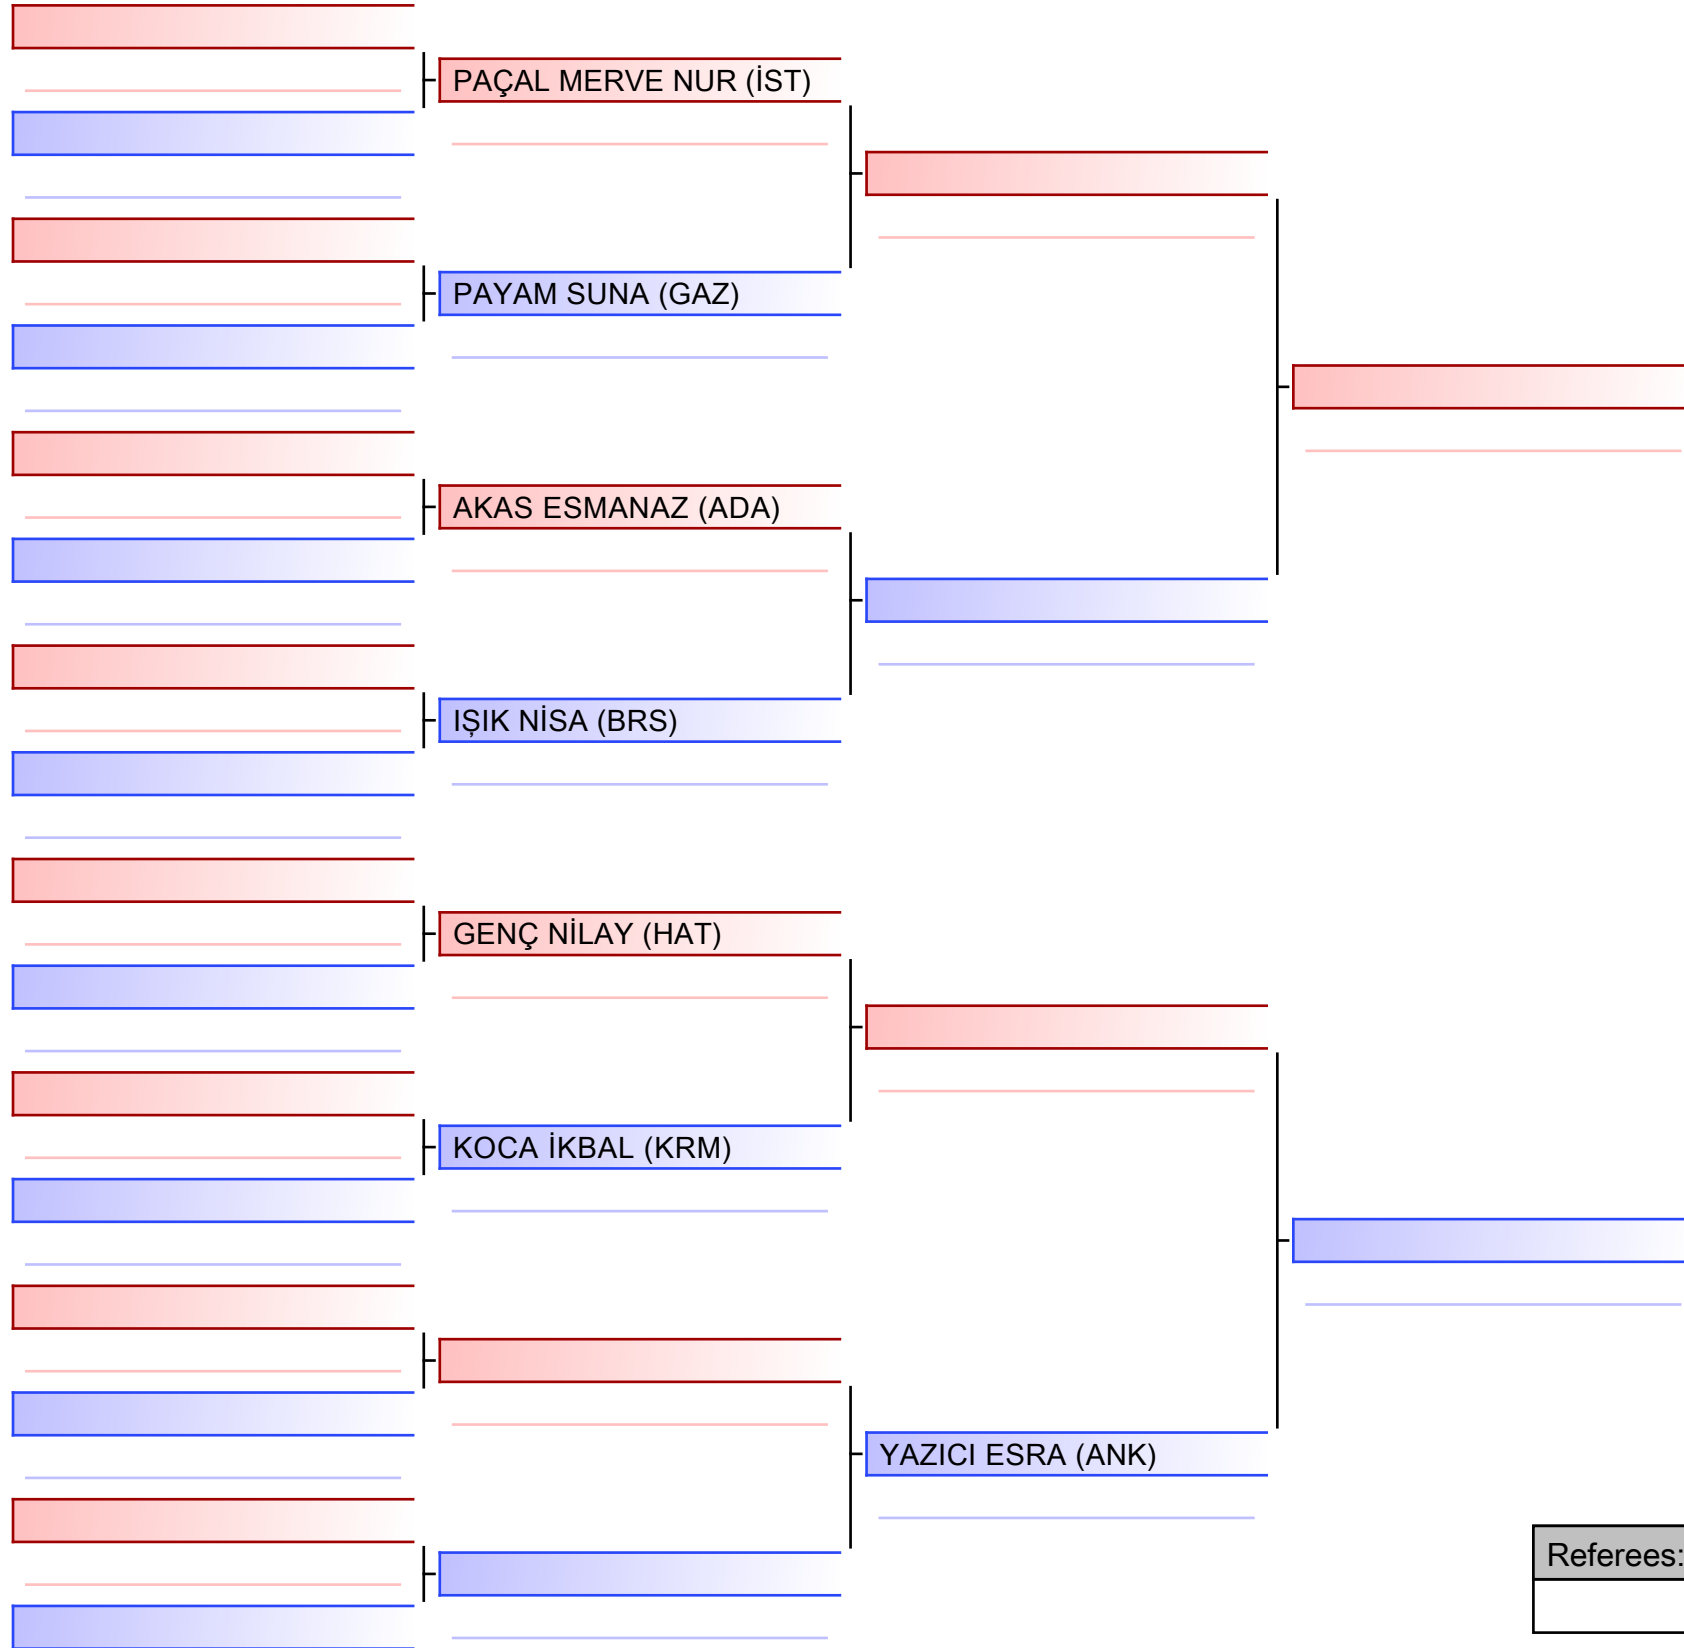 PAÇAL MERVE NUR (İST)
PAYAM SUNA (GAZ)
AKAS ESMANAZ (ADA)
IŞIK NİSA (BRS)
GENÇ NİLAY (HAT)
KOCA İKBAL (KRM)
YAZICI ESRA (ANK)
Referees: